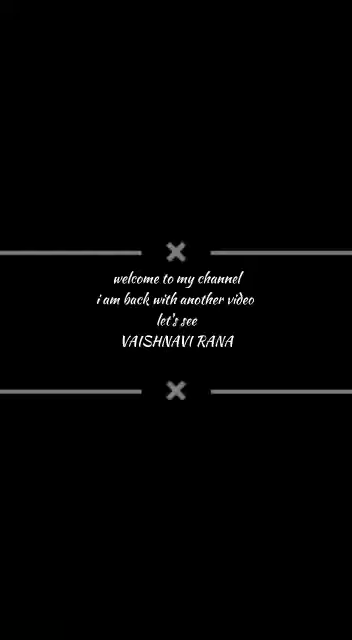 welcome to my channel
i am back with another video
let's see
VAISHNAVI RANA